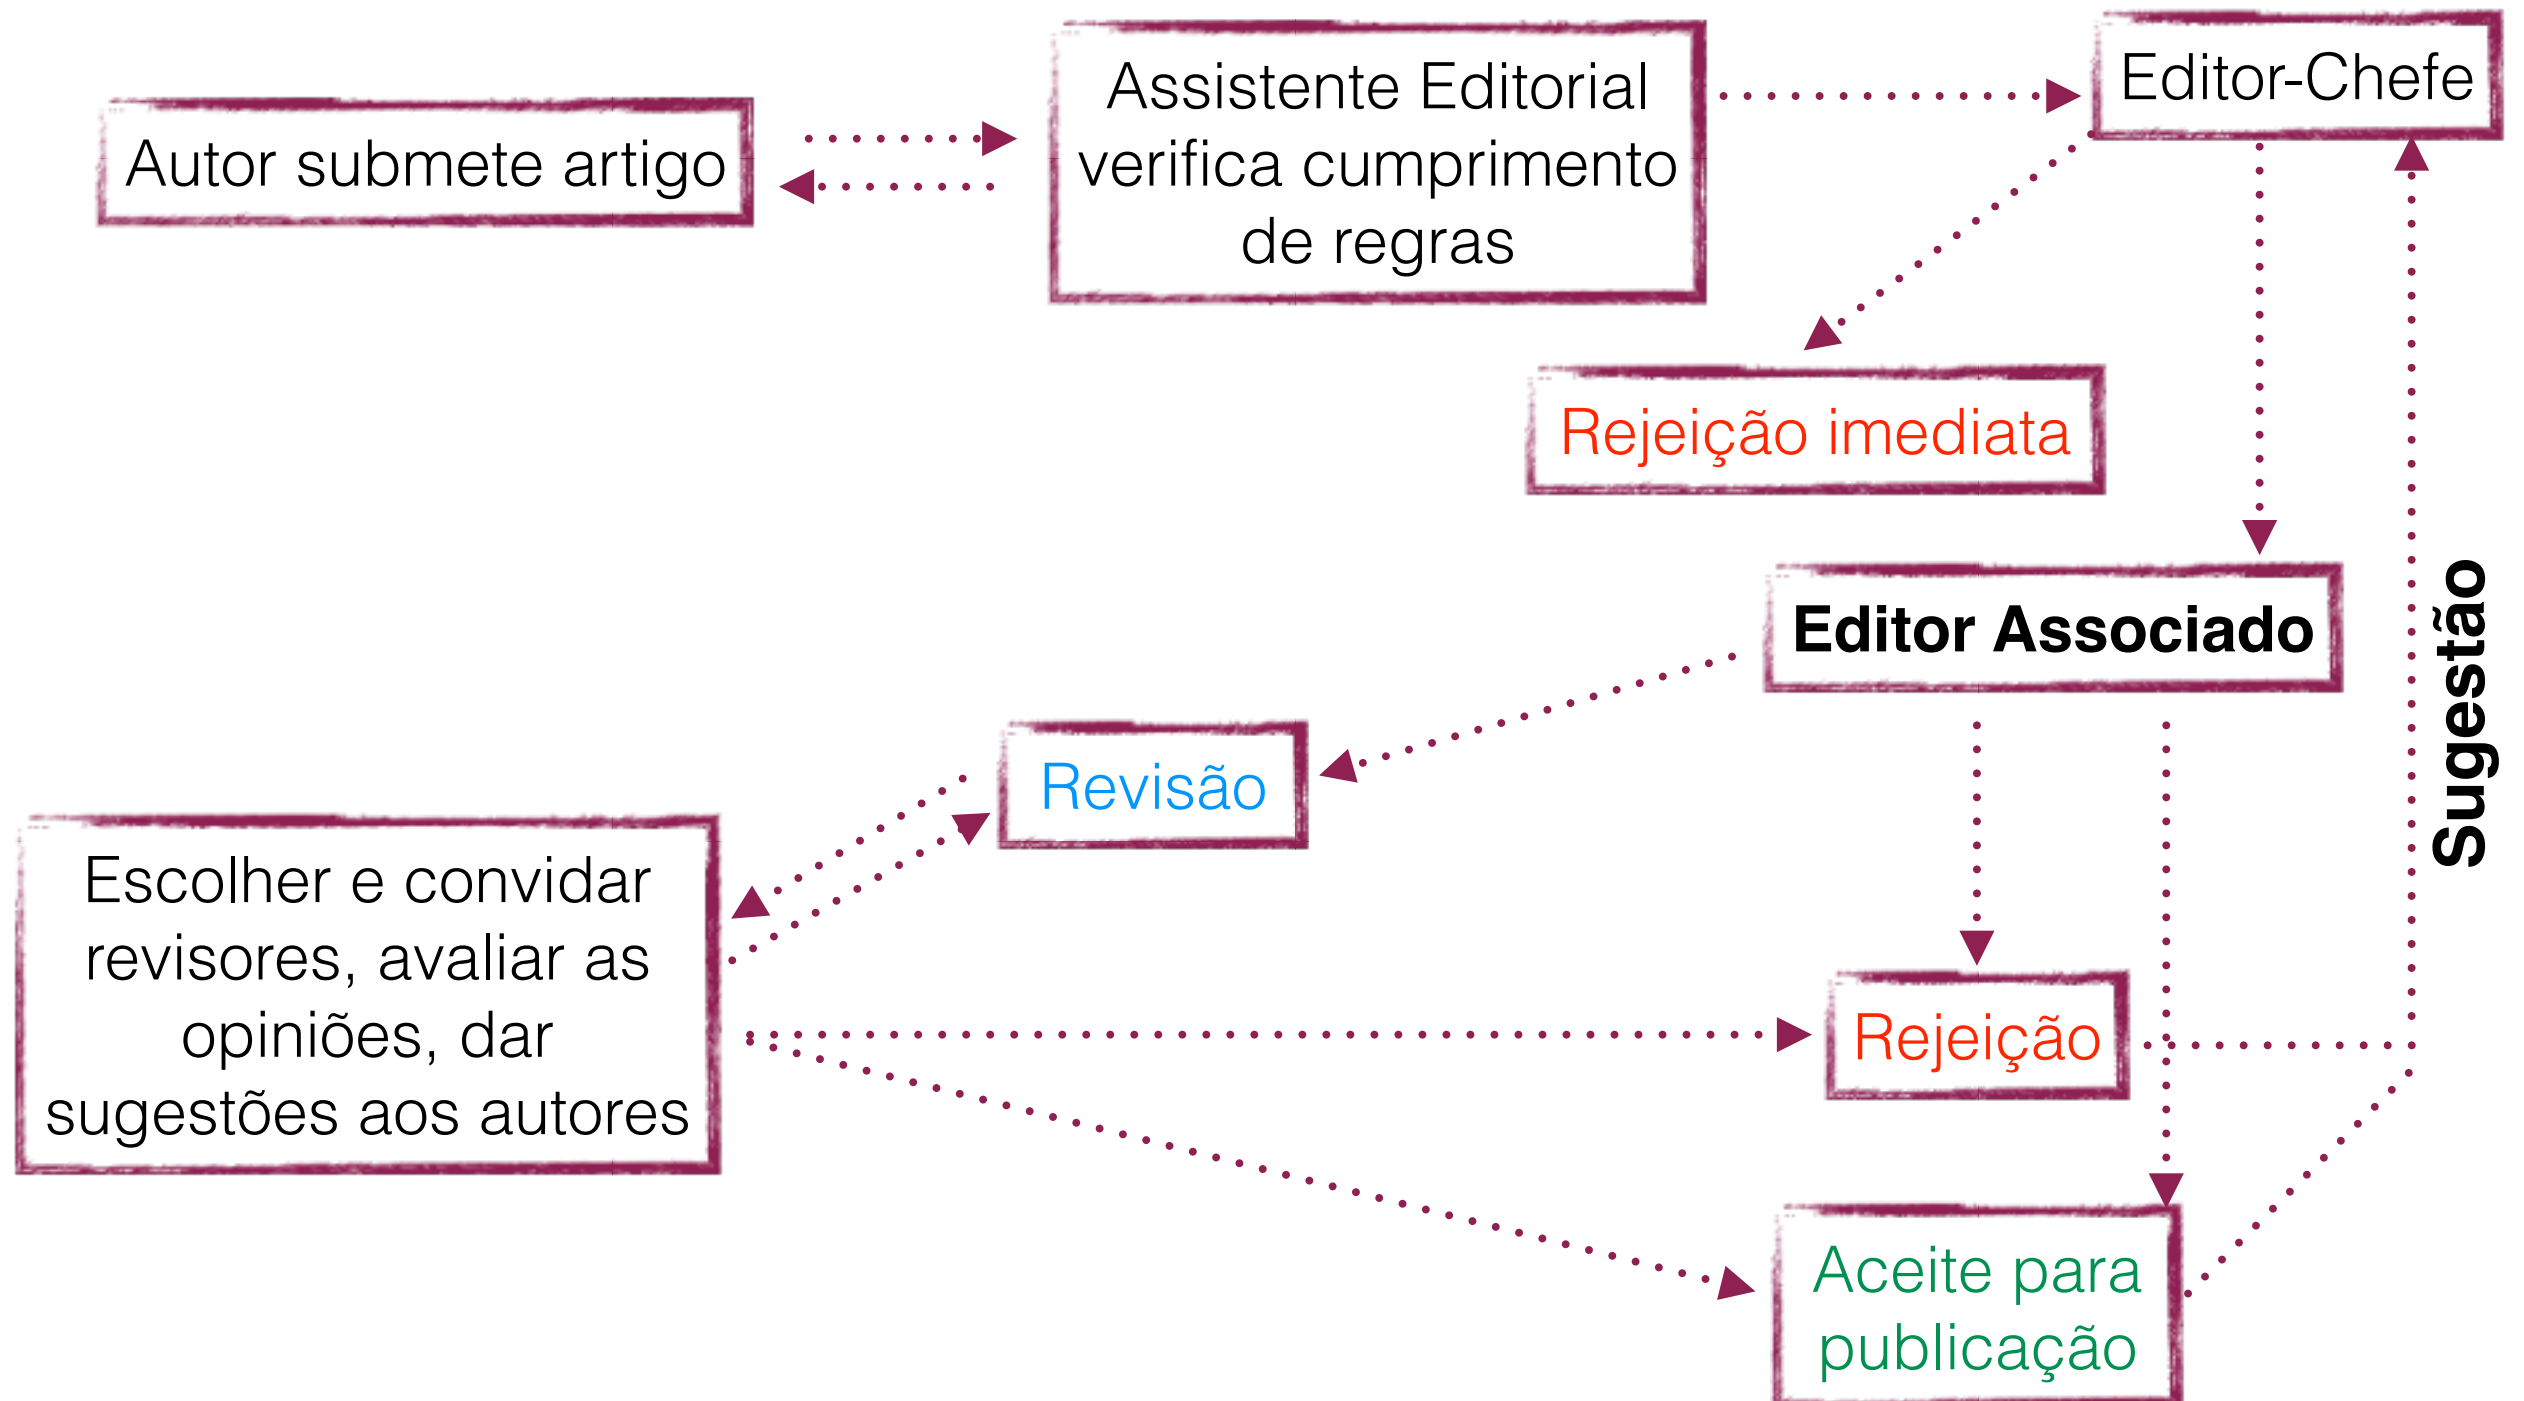 Autor submete artigo
Assistente Editorial
verifica cumprimento
de regras
Editor-Chefe
Rejeição imediata
Editor Associado
Sugestão
Revisão
Escolher e convidar
revisores, avaliar as
opiniões, dar
sugestões aos autores
Rejeição
Aceite para
publicação